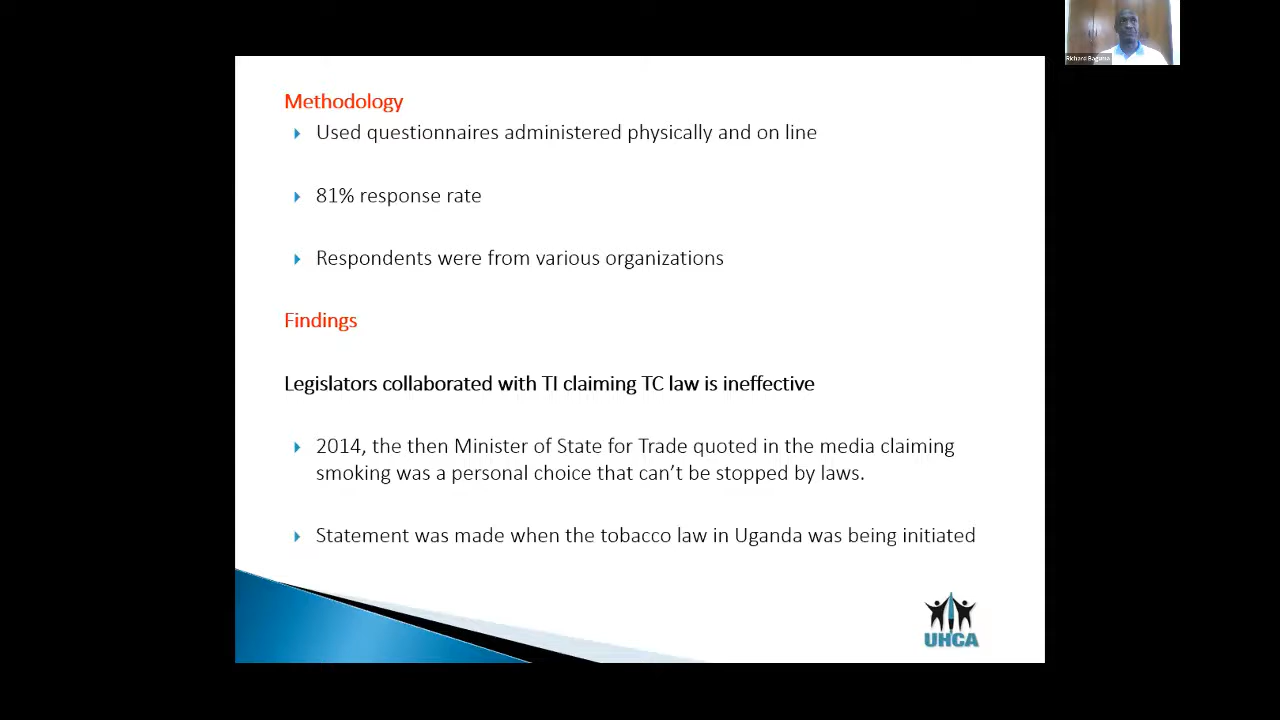 Richard Baguma
Methodology
Used questionnaires administered physically and on line
81% response rate
Respondents were from various organizations
Findings
Legislators collaborated with TI claiming TC law is ineffective
2014, the then Minister of State for Trade quoted in the media claiming
smoking was a personal choice that can't be stopped by laws.
Statement was made when the tobacco law in Uganda was being initiated
UHCA